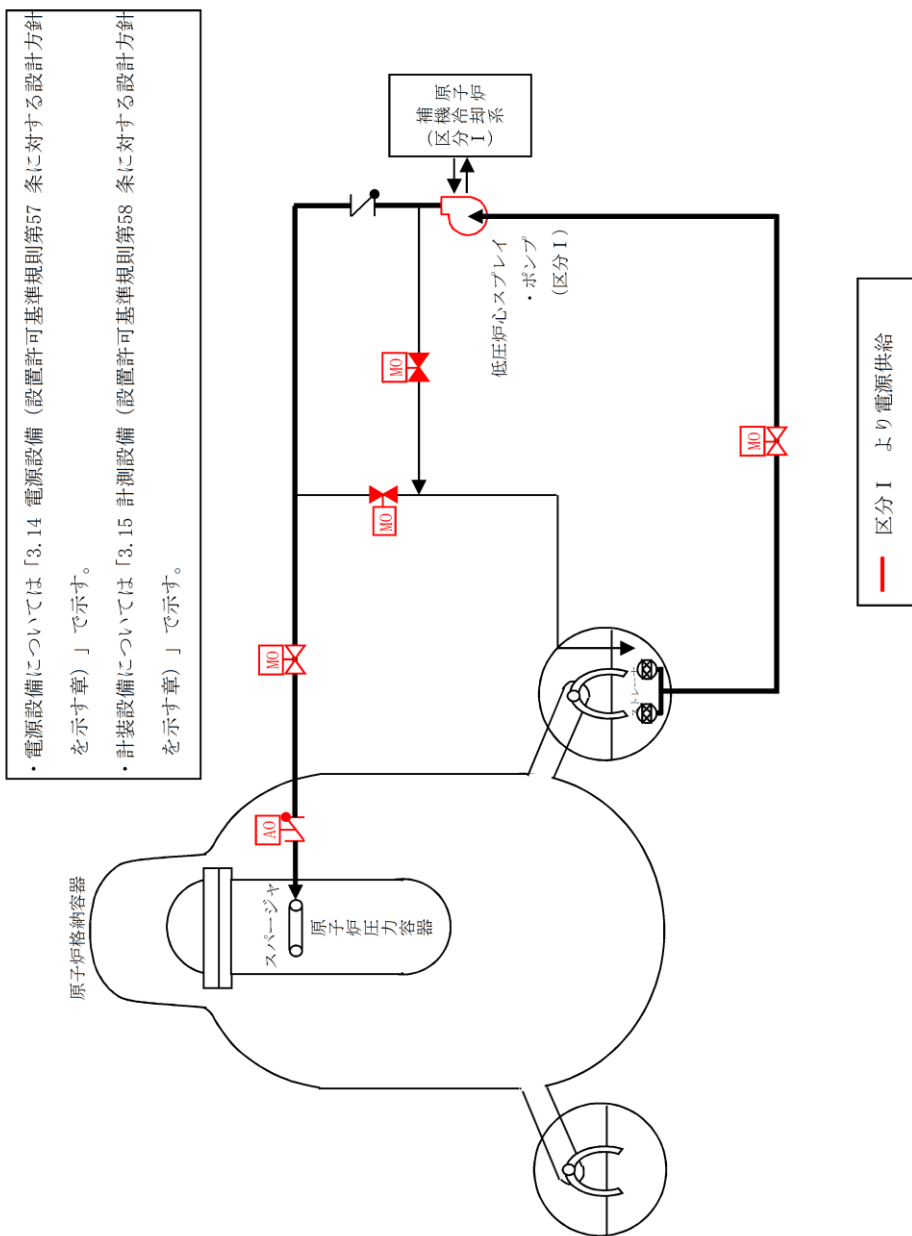 ・電源設備については「3.14 電源設備（設置許可基準規則第57 条に対する設計方針
を示す章）」で示す。
・計装設備については「3.15 計測設備（設置許可基準規則第58 条に対する設計方針
を示す章）」で示す。
原子炉格納容器
スパージャ
原子炉圧力容器
AO
MO
MO
MO
原子炉
補機冷却系
(区分Ⅰ)
低圧炉心スプレイ
・ポンプ
(区分Ⅰ)
ストレーナ
MO
区分Ⅰ より電源供給